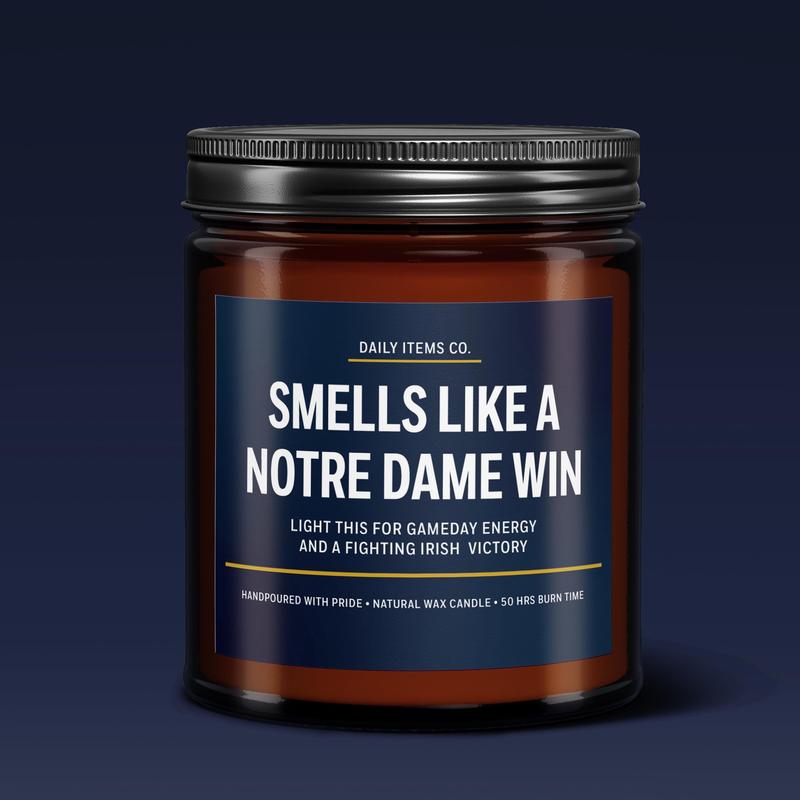 DAILY ITEMS CO.
SMELLS LIKE A
NOTRE DAME WIN
LIGHT THIS FOR GAMEDAY ENERGY
AND A FIGHTING IRISH VICTORY
HANDPOURED WITH PRIDE • NATURAL WAX CANDLE • 50 HRS BURN TIME